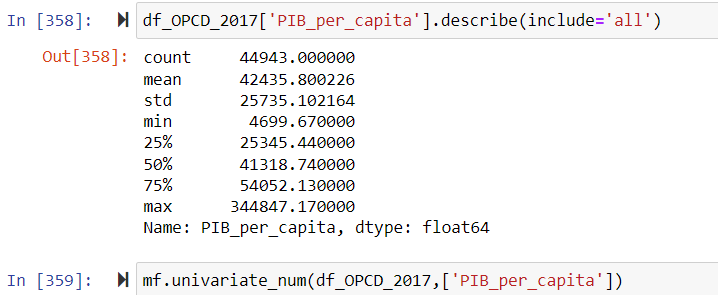 In [358]: df_OPCD_2017['PIB_per_capita'].describe(include='all')
Out[358]: count 44943.000000
mean 42435.800226
std 25735.102164
min 4699.670000
25% 25345.440000
50% 41318.740000
75% 54052.130000
max 344847.170000
Name: PIB_per_capita, dtype: float64
In [359]: mf.univariate_num(df_OPCD_2017,['PIB_per_capita'])